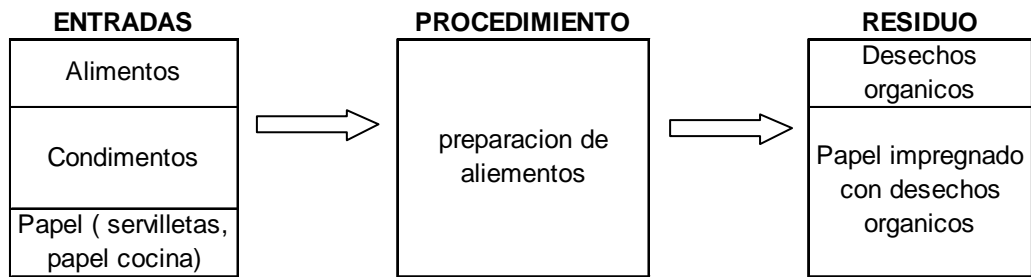 ENTRADAS
Alimentos
Condimentos
Papel ( servilletas,
papel cocina)
PROCEDIMIENTO
preparacion de
aliementos
RESIDUO
Desechos
organicos
Papel impregnado
con desechos
organicos